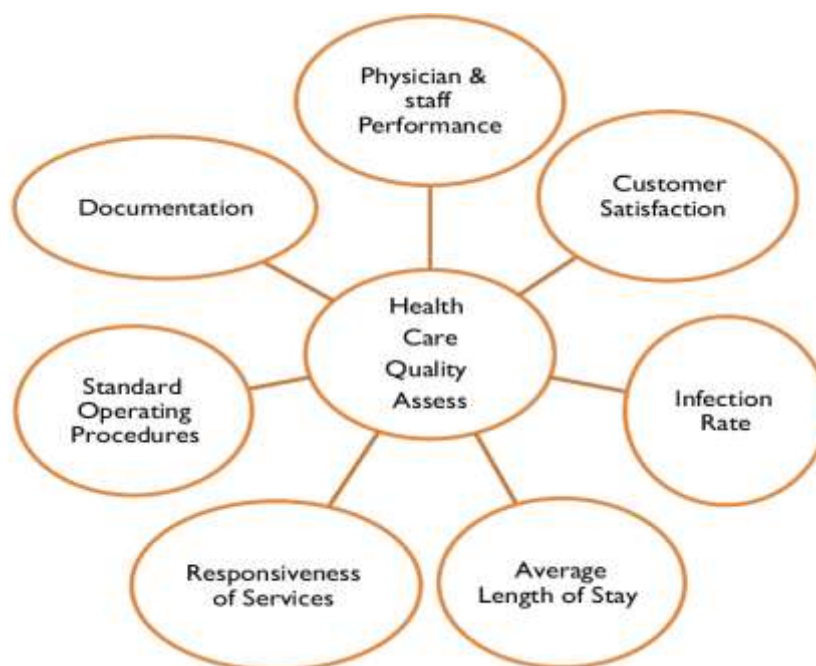 Physician &
staff
Performance
Customer
Satisfaction
Documentation
Health
Care
Quality
Assess
Standard
Operating
Procedures
Infection
Rate
Responsiveness
of Services
Average
Length of Stay